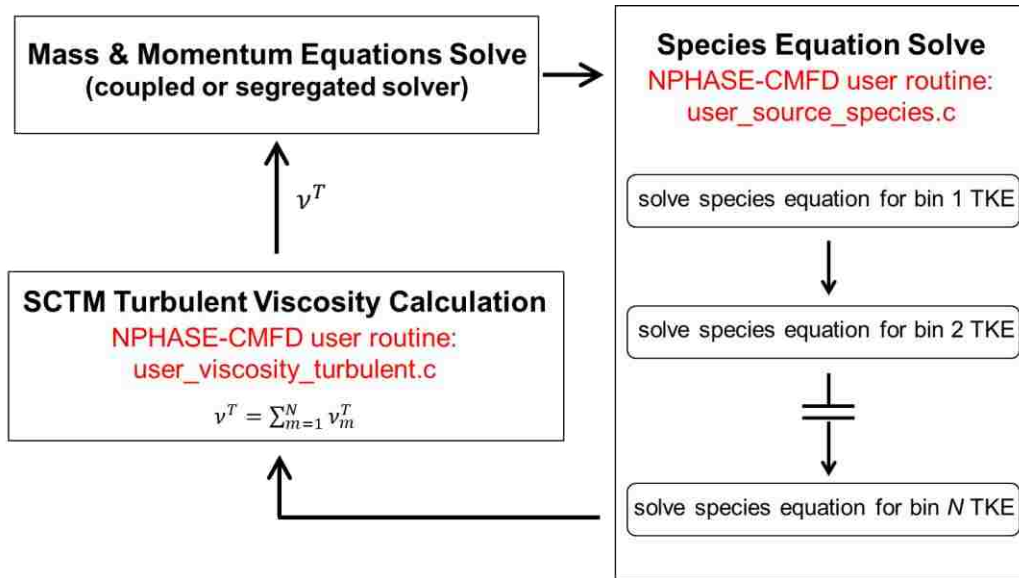 Mass & Momentum Equations Solve
(coupled or segregated solver)
Species Equation Solve
NPHASE-CMFD user routine:
user_source_species.c
solve species equation for bin 1 TKE
solve species equation for bin 2 TKE
solve species equation for bin N TKE
SCTM Turbulent Viscosity Calculation
NPHASE-CMFD user routine:
user_viscosity_turbulent.c
ν^T = ∑_{m=1}^{N} ν_m^T
ν^T